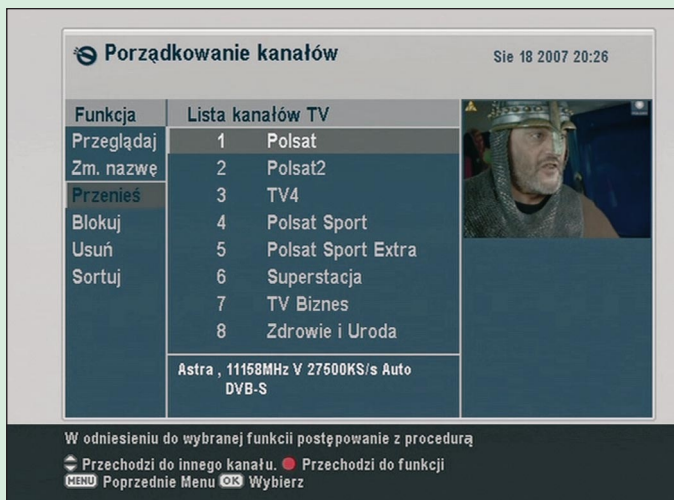 Porządkowanie kanałów
Sie 18 2007 20:26
Funkcja
Przeglądaj
Zm. nazwę
Przenieś
Blokuj
Usuń
Sortuj
Lista kanałów TV
1 Polsat
2 Polsat2
3 TV4
4 Polsat Sport
5 Polsat Sport Extra
6 Superstacja
7 TV Biznes
8 Zdrowie i Uroda
Astra , 11158MHz V 27500KS/s Auto
DVB-S
W odniesieniu do wybranej funkcii postępowanie z procedurą
Przechodzi do innego kanału. Przechodzi do funkcji
MENU Poprzednie Menu OK Wybierz